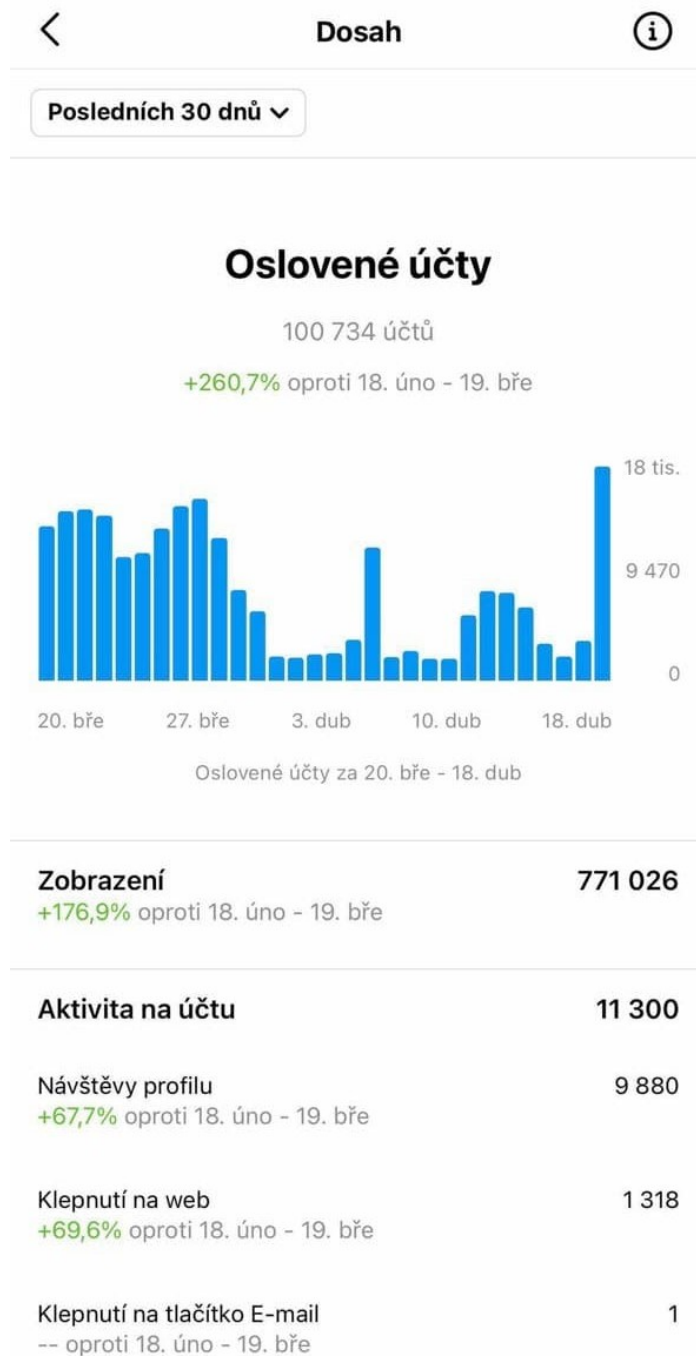 Dosah
Posledních 30 dnů
Oslovené účty
100 734 účtů
+260,7% oproti 18. úno - 19. bře
18 tis.
9 470
0
20. bře 27. bře 3. dub 10. dub 18. dub
Oslovené účty za 20. bře - 18. dub
Zobrazení 771 026
+176,9% oproti 18. úno - 19. bře
Aktivita na účtu 11 300
Návštěvy profilu 9 880
+67,7% oproti 18. úno - 19. bře
Klepnutí na web 1 318
+69,6% oproti 18. úno - 19. bře
Klepnutí na tlačítko E-mail 1
-- oproti 18. úno - 19. bře